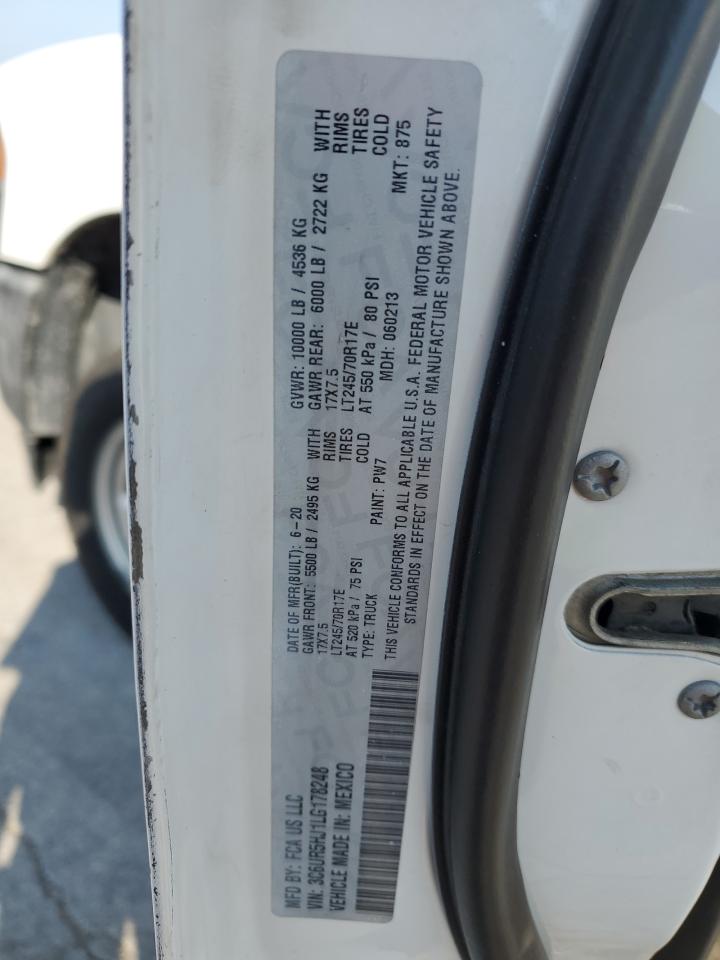 MFD BY: FCA US LLC
DATE OF MFR(BUILT): 6-20
GVWR: 10000 LB / 4536 KG
GAWR FRONT: 5500 LB / 2495 KG WITH
17X7.5 RIMS
LT245/70R17E TIRES
AT 520 kPa / 75 PSI COLD
GAWR REAR: 6000 LB / 2722 KG WITH
17X7.5 RIMS
LT245/70R17E TIRES
AT 550 kPa / 80 PSI COLD
VIN: 3C6UR5HJ1LG178248
TYPE: TRUCK
PAINT: PW7
MDH: 060213
MKT: 875
VEHICLE MADE IN: MEXICO
THIS VEHICLE CONFORMS TO ALL APPLICABLE U.S.A. FEDERAL MOTOR VEHICLE SAFETY
STANDARDS IN EFFECT ON THE DATE OF MANUFACTURE SHOWN ABOVE.